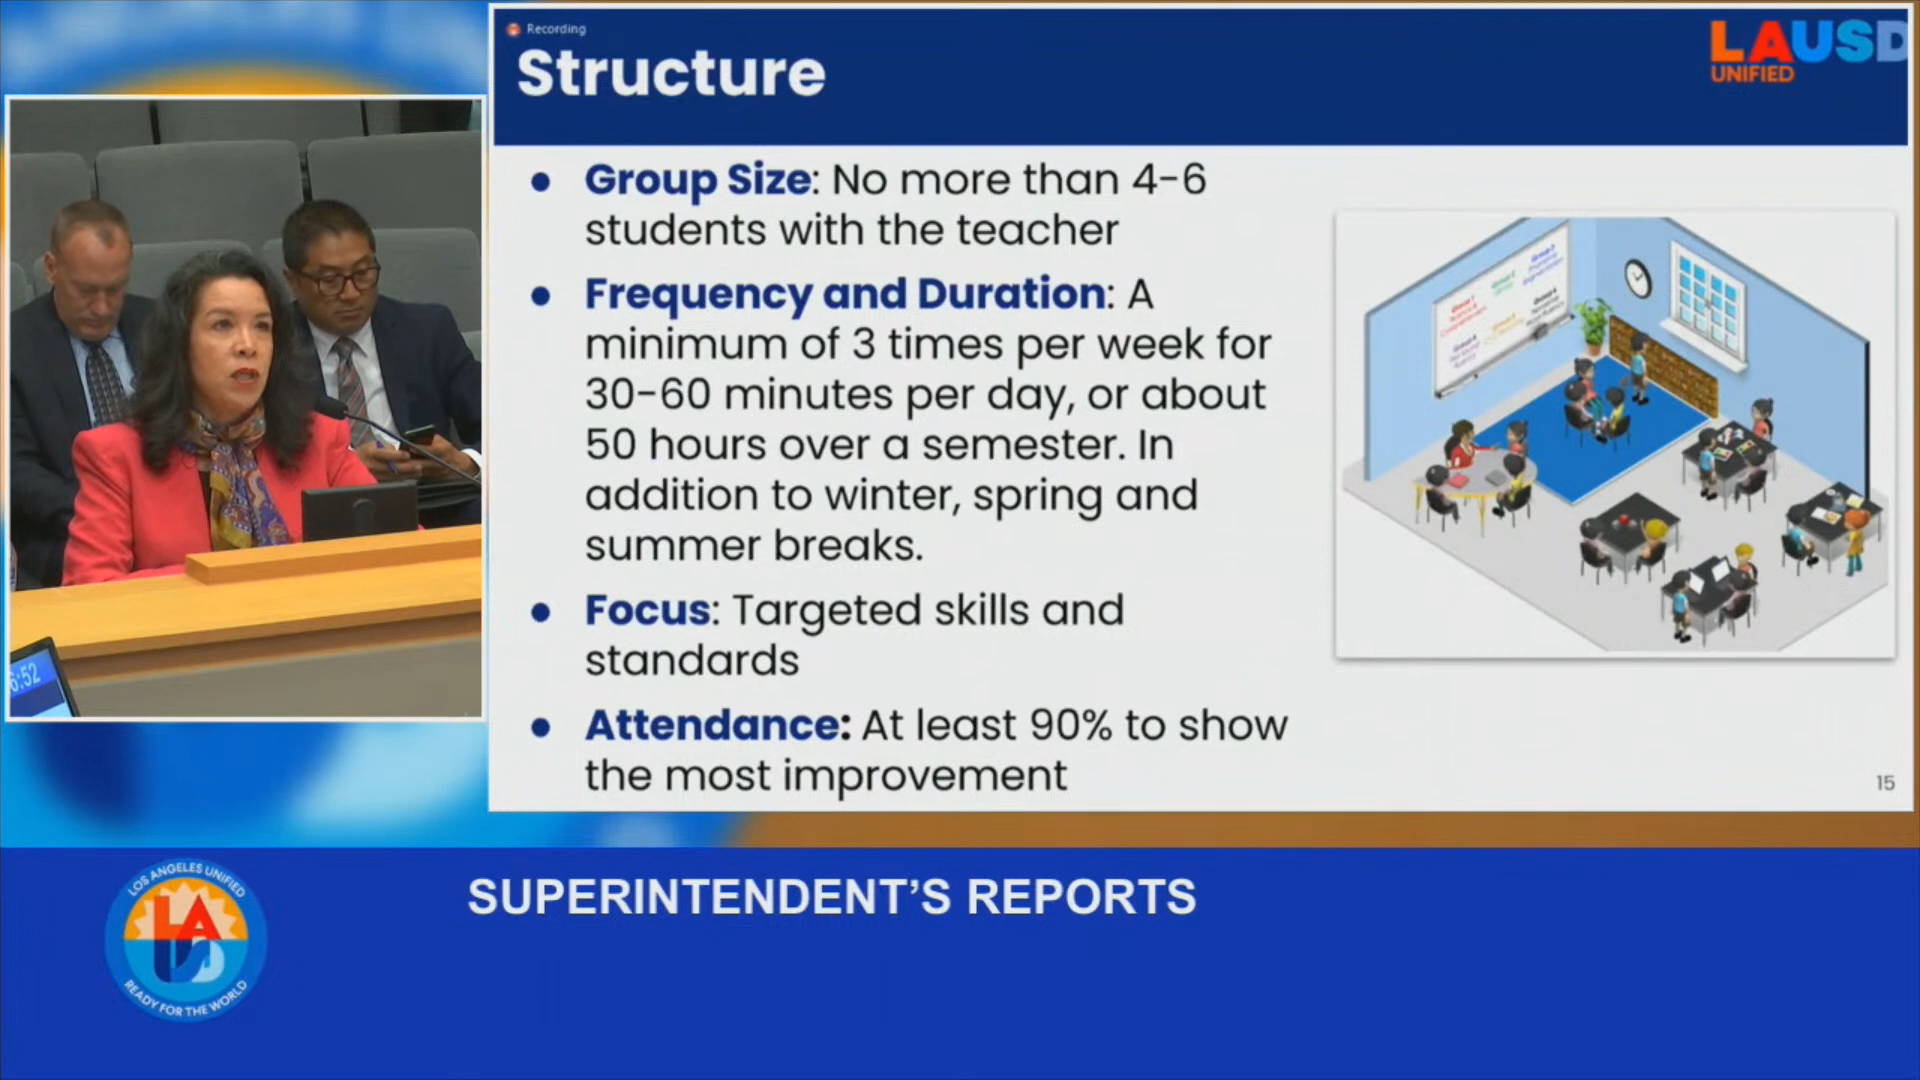 Recording
Structure
LAUSD
UNIFIED
● Group Size: No more than 4-6
students with the teacher
● Frequency and Duration: A
minimum of 3 times per week for
30-60 minutes per day, or about
50 hours over a semester. In
addition to winter, spring and
summer breaks.
● Focus: Targeted skills and
standards
● Attendance: At least 90% to show
the most improvement
15
6:52
SUPERINTENDENT’S REPORTS
LOS ANGELES UNIFIED
LA
US
READY FOR THE WORLD